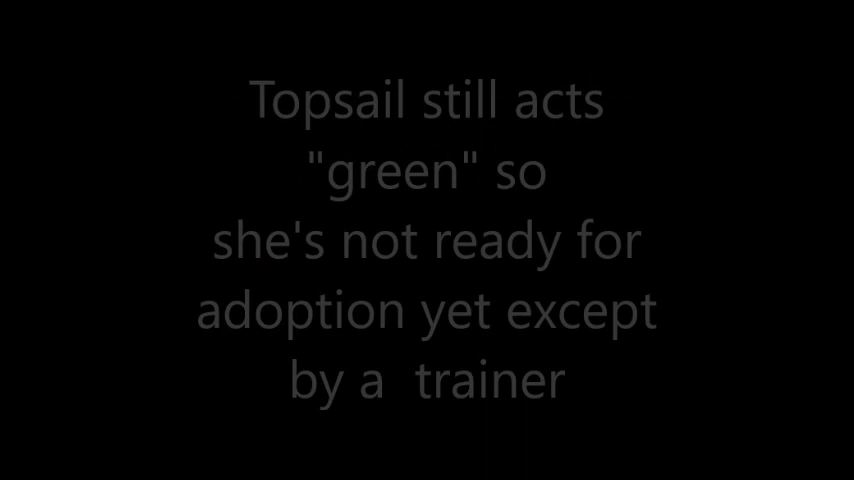 Topsail still acts
"green" so
she's not ready for
adoption yet except
by a  trainer